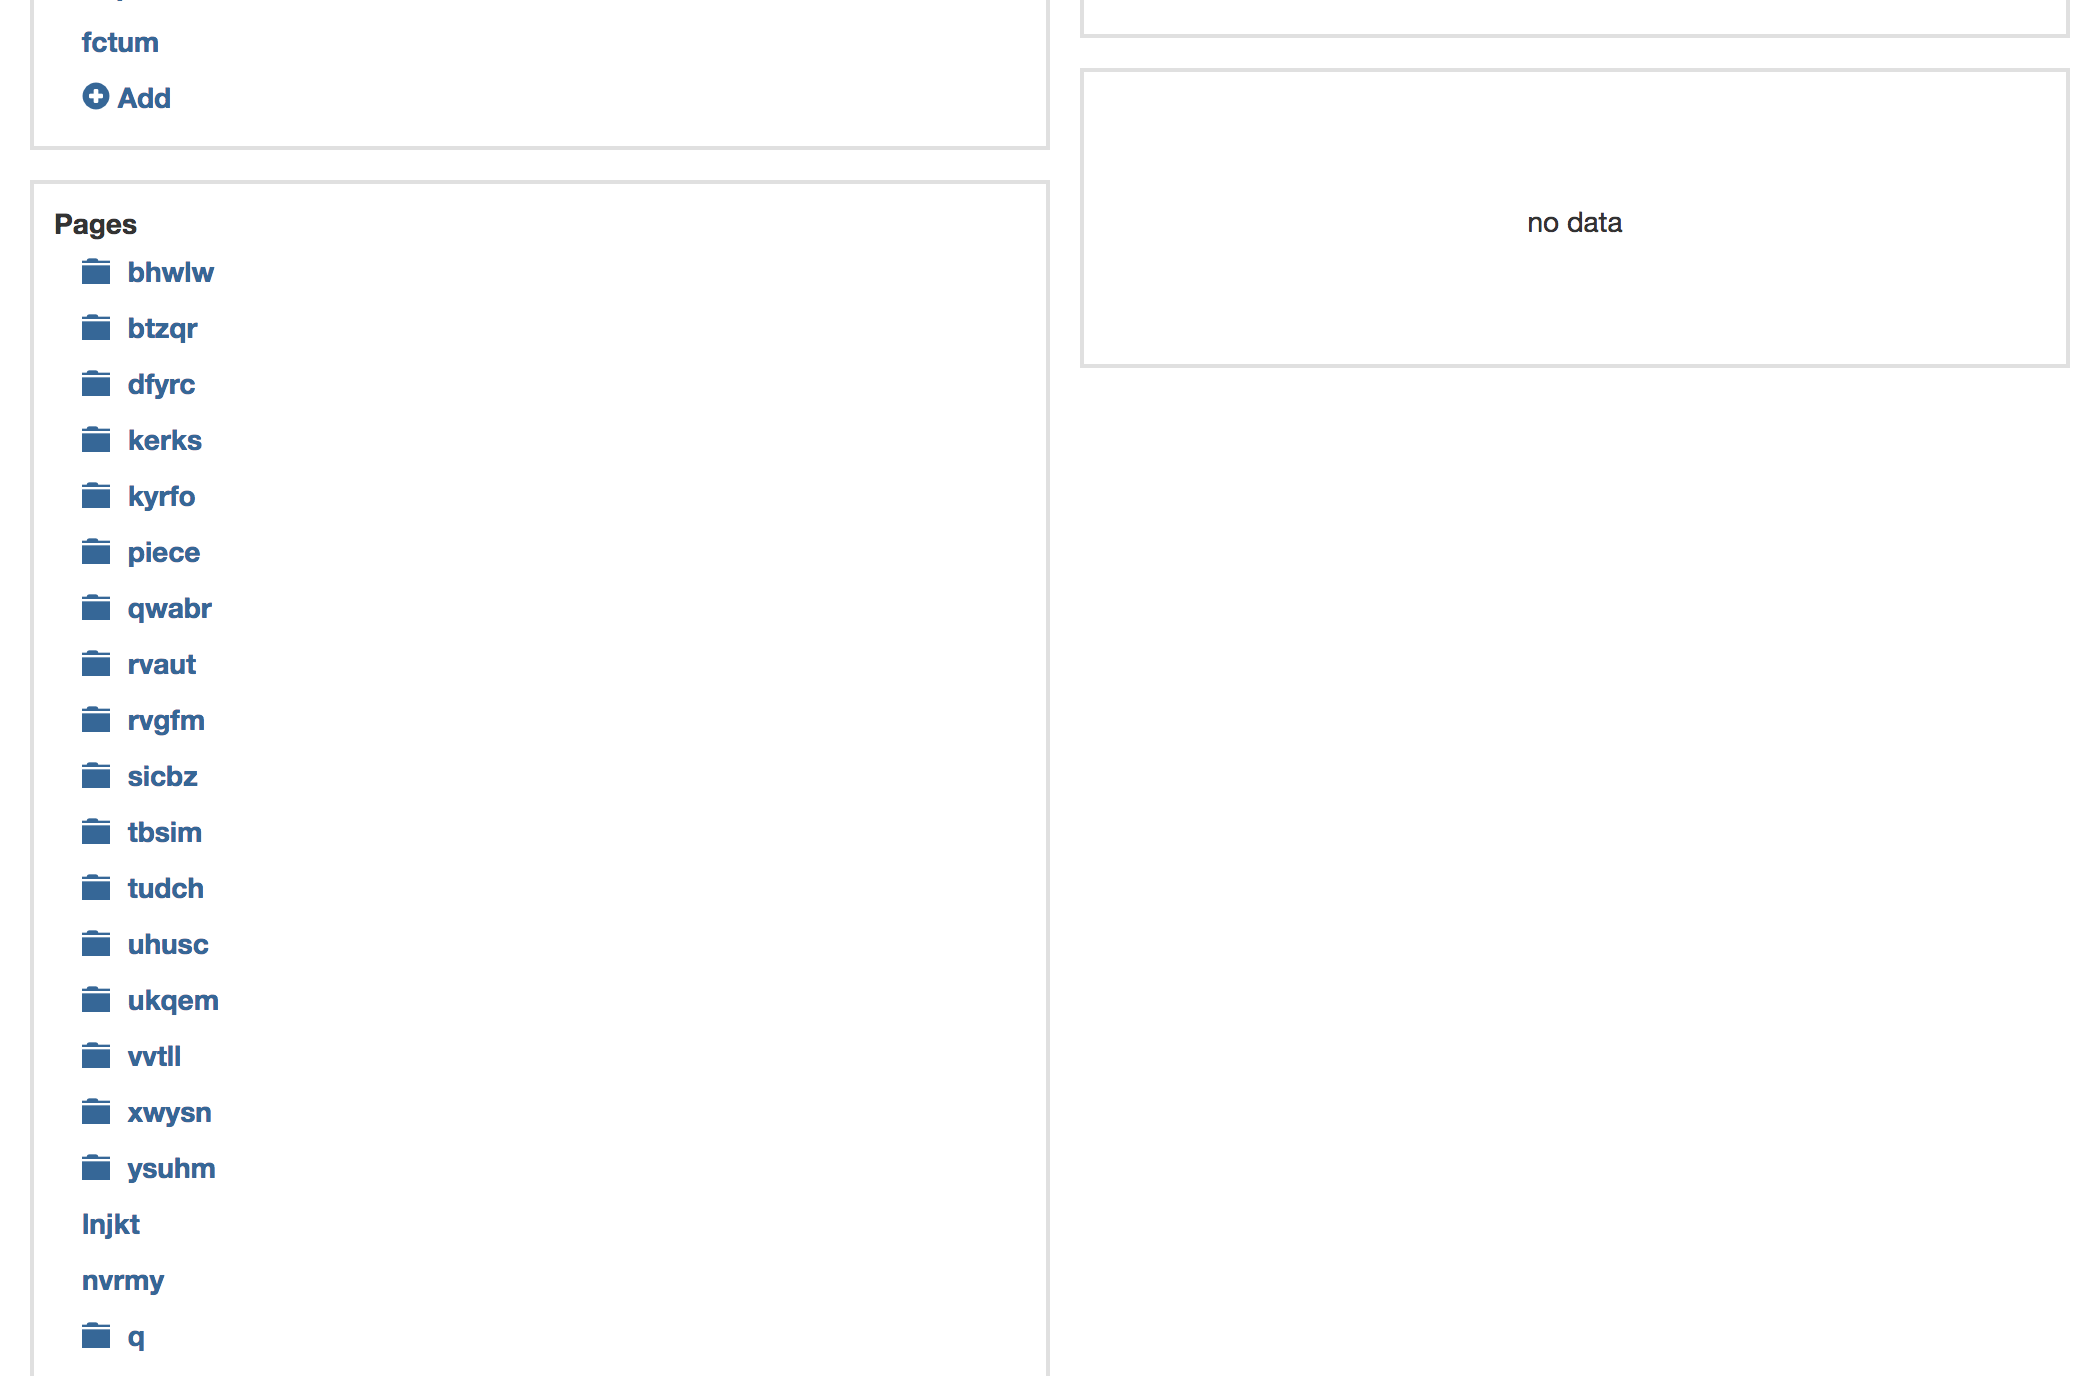 fctum
Add
Pages
bhwlw
btzqr
dfyrc
kerks
kyrfo
piece
qwabr
rvaut
rvgfm
sicbz
tbsim
tudch
uhusc
ukqem
vvtll
xwysn
ysuhm
lnjkt
nvrmy
q
no data